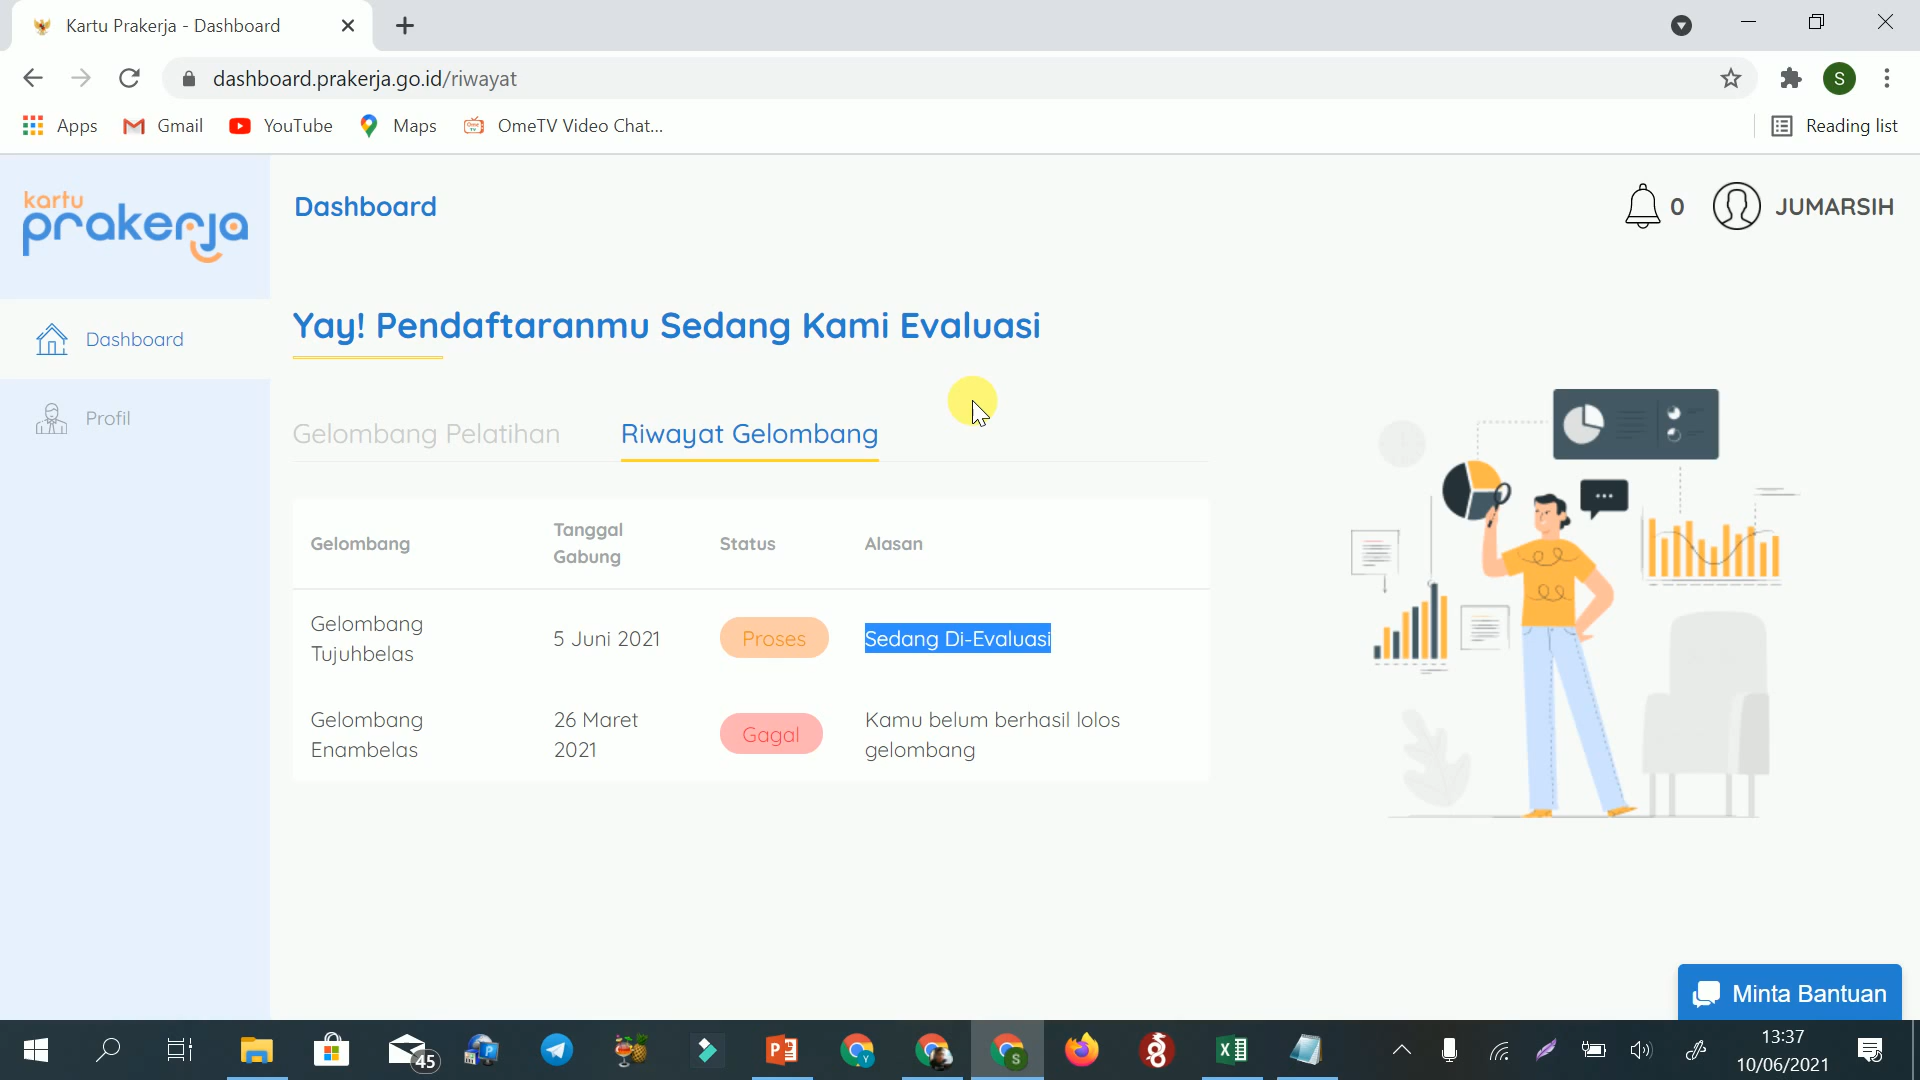 Kartu Prakerja - Dashboard
dashboard.prakerja.go.id/riwayat
S
Apps
Gmail
YouTube
Maps
OmeTV Video Chat...
Reading list
kartu
prakerja
Dashboard
0
JUMARSIH
Dashboard
Profil
Yay! Pendaftaranmu Sedang Kami Evaluasi
Gelombang Pelatihan
Riwayat Gelombang
Gelombang
Tanggal
Gabung
Status
Alasan
Gelombang
Tujuhbelas
5 Juni 2021
Proses
Sedang Di-Evaluasi
Gelombang
Enambelas
26 Maret
2021
Gagal
Kamu belum berhasil lolos
gelombang
Minta Bantuan
45
13:37
10/06/2021